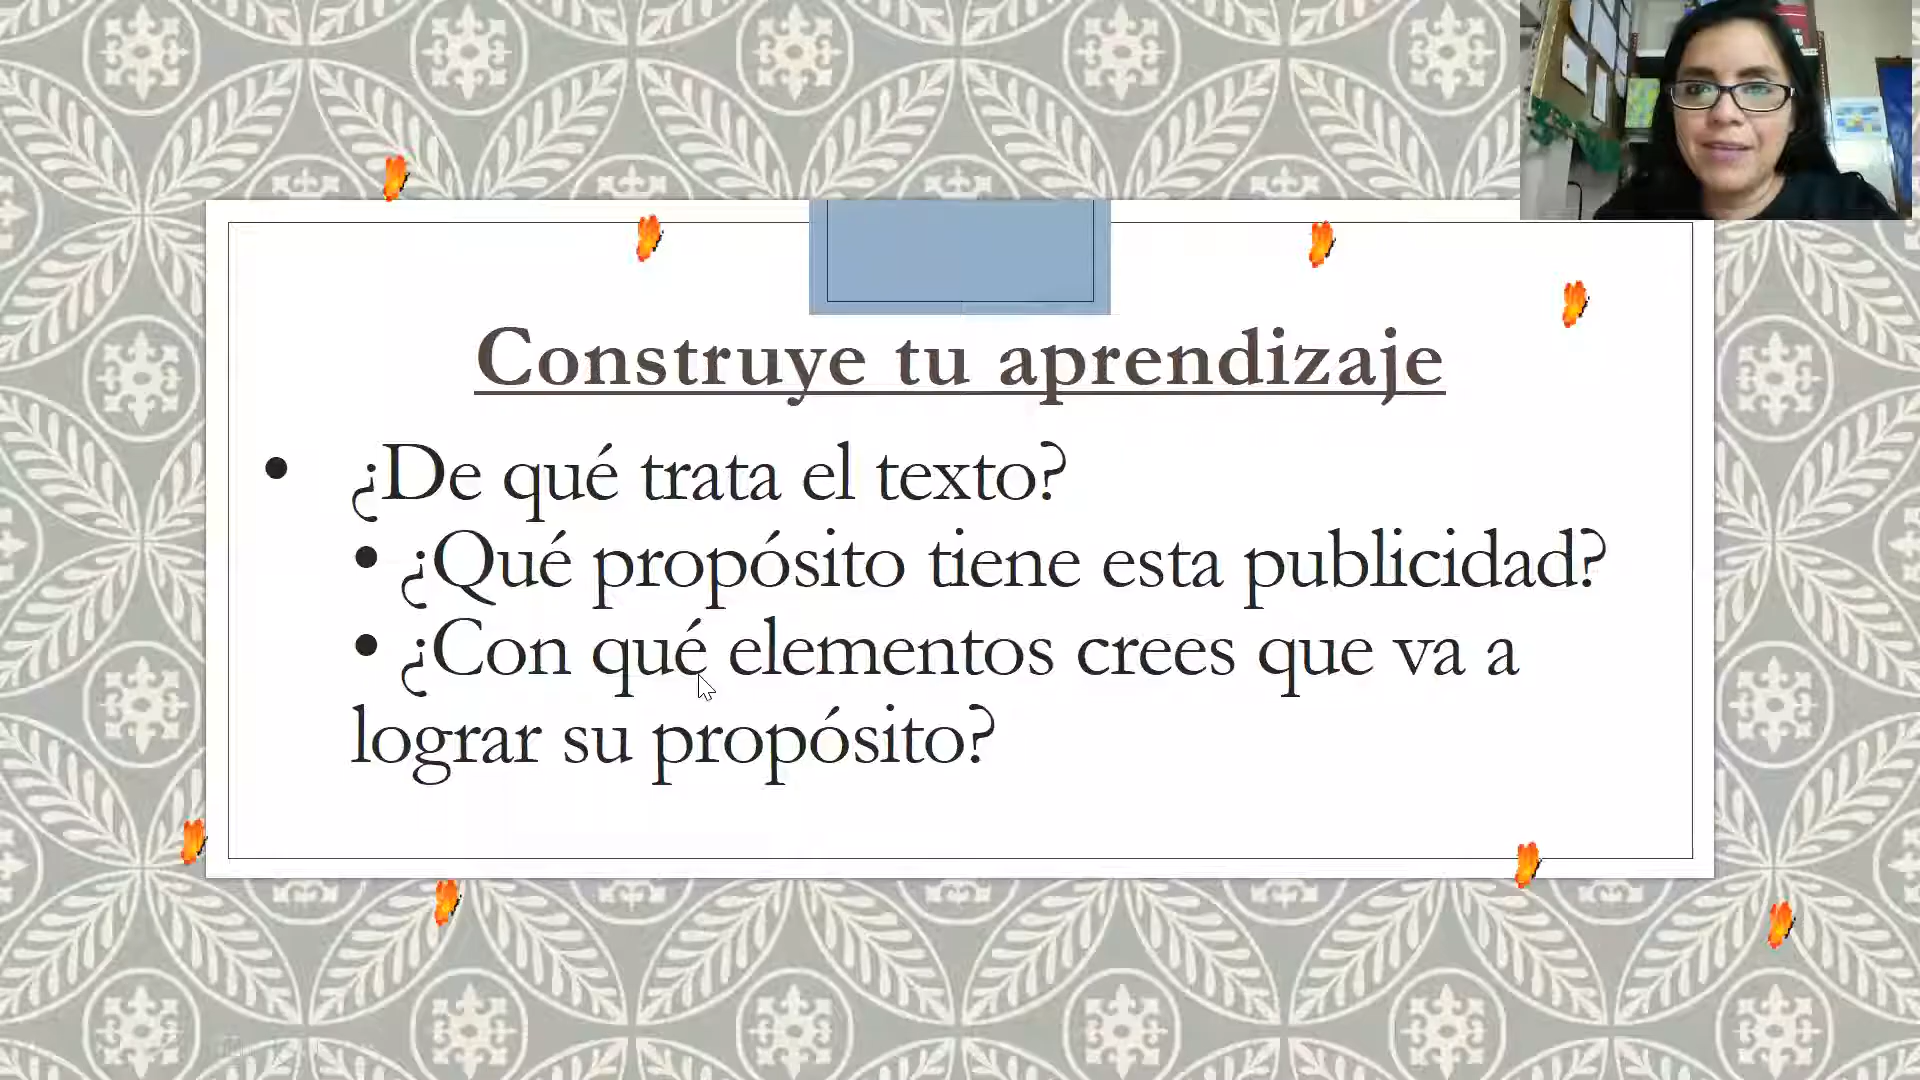 Construye tu aprendizaje
• ¿De qué trata el texto?
• ¿Qué propósito tiene esta publicidad?
• ¿Con qué elementos crees que va a
lograr su propósito?